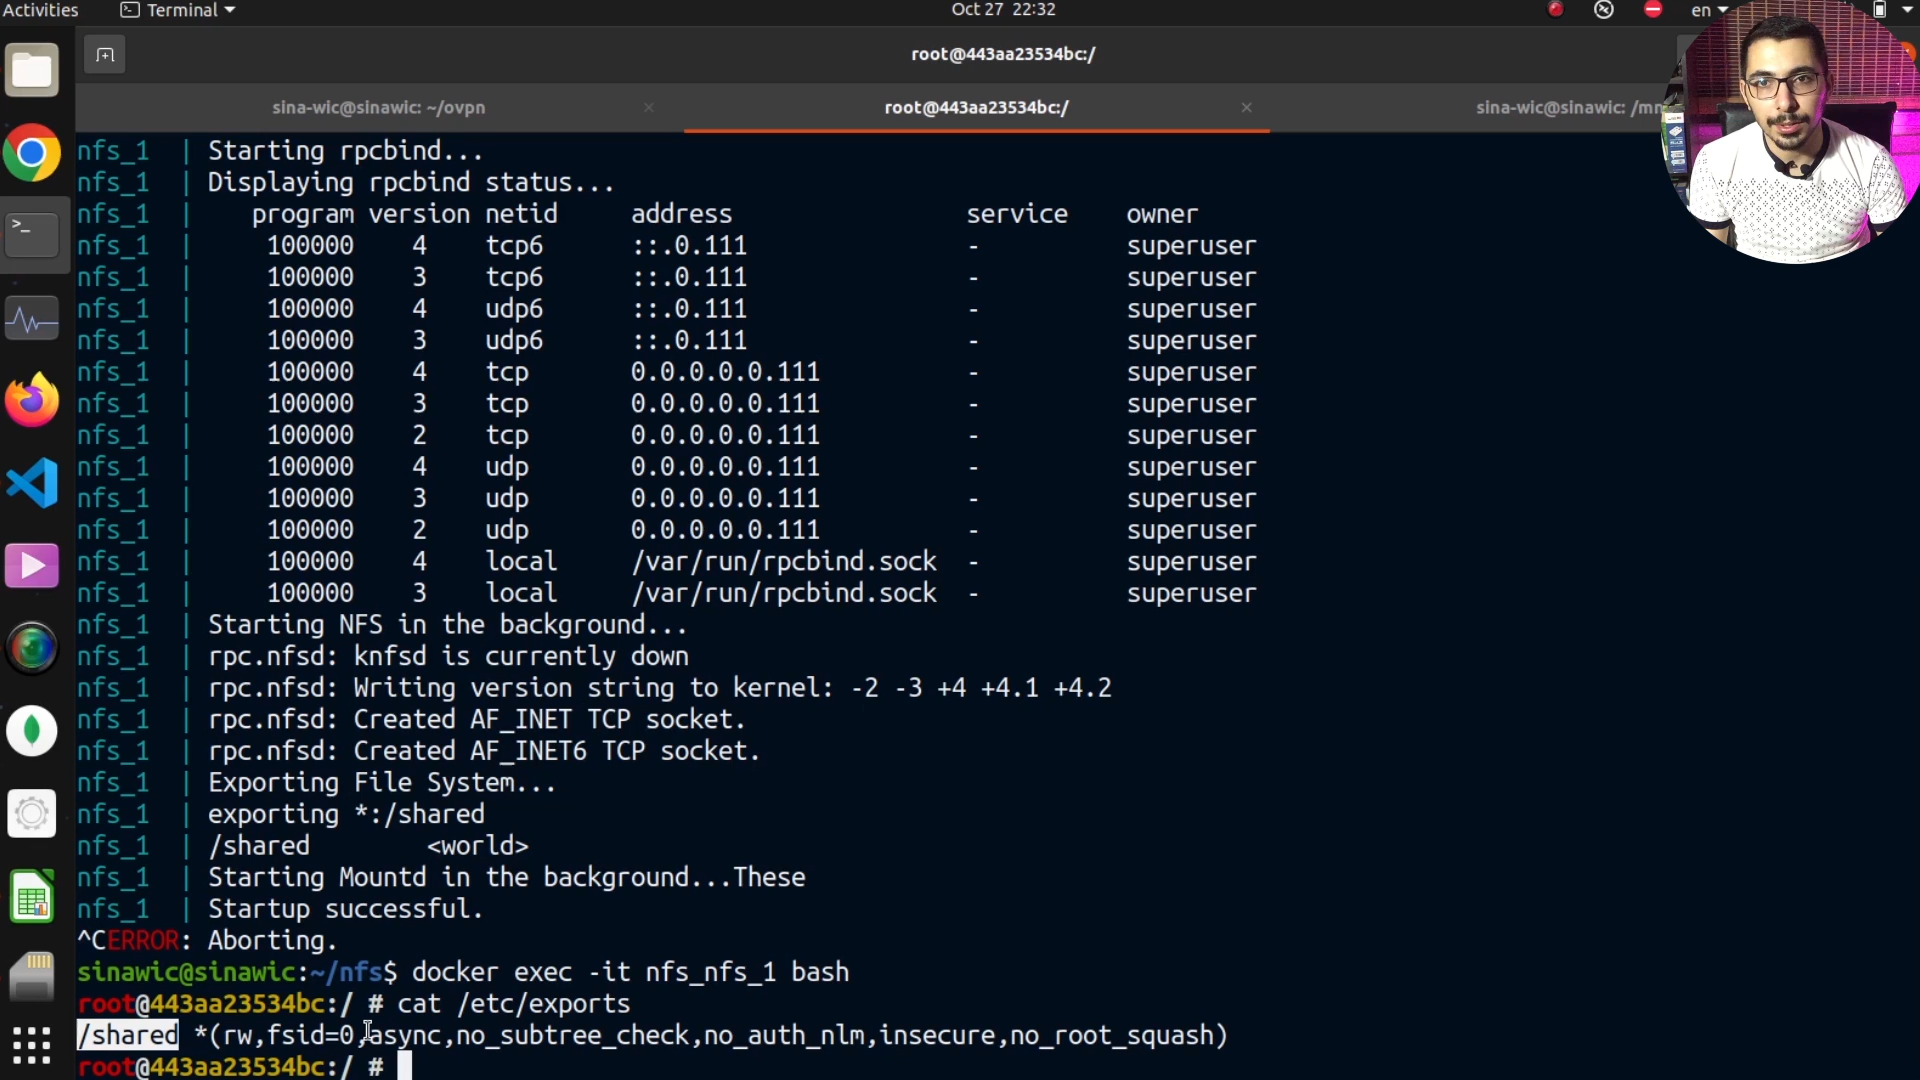 Activities
Terminal
Oct 27 22:32
en
root@443aa23534bc:/
sina-wic@sinawic: ~/ovpn
root@443aa23534bc:/
sina-wic@sinawic: /mn
nfs_1 | Starting rpcbind...
nfs_1 | Displaying rpcbind status...
nfs_1 | program version netid address service owner
nfs_1 | 100000 4 tcp6 ::.0.111 - superuser
nfs_1 | 100000 3 tcp6 ::.0.111 - superuser
nfs_1 | 100000 4 udp6 ::.0.111 - superuser
nfs_1 | 100000 3 udp6 ::.0.111 - superuser
nfs_1 | 100000 4 tcp 0.0.0.0.0.111 - superuser
nfs_1 | 100000 3 tcp 0.0.0.0.0.111 - superuser
nfs_1 | 100000 2 tcp 0.0.0.0.0.111 - superuser
nfs_1 | 100000 4 udp 0.0.0.0.0.111 - superuser
nfs_1 | 100000 3 udp 0.0.0.0.0.111 - superuser
nfs_1 | 100000 2 udp 0.0.0.0.0.111 - superuser
nfs_1 | 100000 4 local /var/run/rpcbind.sock - superuser
nfs_1 | 100000 3 local /var/run/rpcbind.sock - superuser
nfs_1 | Starting NFS in the background...
nfs_1 | rpc.nfsd: knfsd is currently down
nfs_1 | rpc.nfsd: Writing version string to kernel: -2 -3 +4 +4.1 +4.2
nfs_1 | rpc.nfsd: Created AF_INET TCP socket.
nfs_1 | rpc.nfsd: Created AF_INET6 TCP socket.
nfs_1 | Exporting File System...
nfs_1 | exporting *:/shared
nfs_1 | /shared <world>
nfs_1 | Starting Mountd in the background...These
nfs_1 | Startup successful.
^CERROR: Aborting.
sinawic@sinawic:~/nfs$ docker exec -it nfs_nfs_1 bash
root@443aa23534bc:/ # cat /etc/exports
/shared *(rw,fsid=0,async,no_subtree_check,no_auth_nlm,insecure,no_root_squash)
root@443aa23534bc:/ #